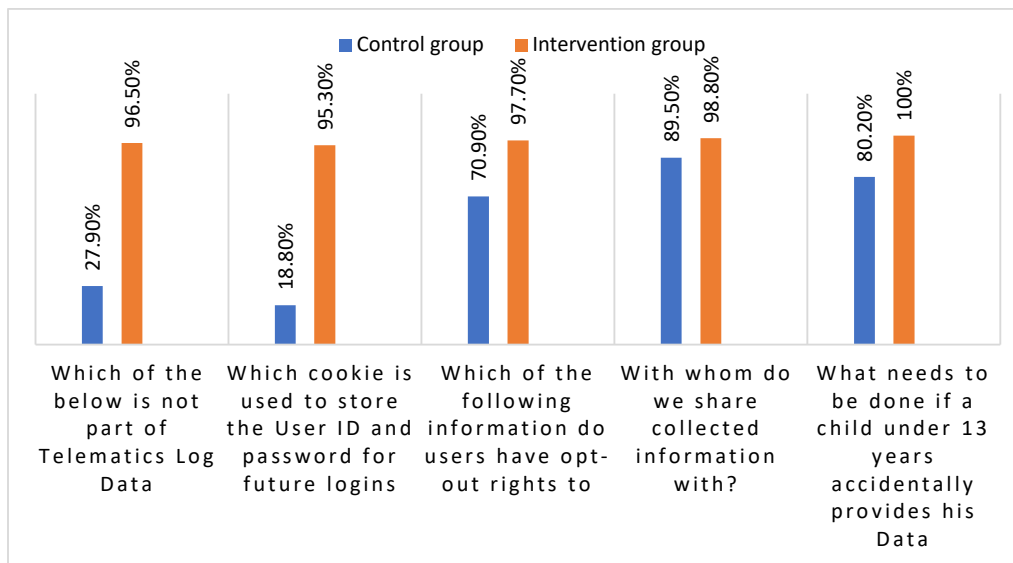 Control group
Intervention group
27.90%
96.50%
18.80%
95.30%
70.90%
97.70%
89.50%
98.80%
80.20%
100%
Which of the
below is not
part of
Telematics Log
Data
Which cookie is
used to store
the User ID and
password for
future logins
Which of the
following
information do
users have opt-
out rights to
With whom do
we share
collected
information
with?
What needs to
be done if a
child under 13
years
accidentally
provides his
Data